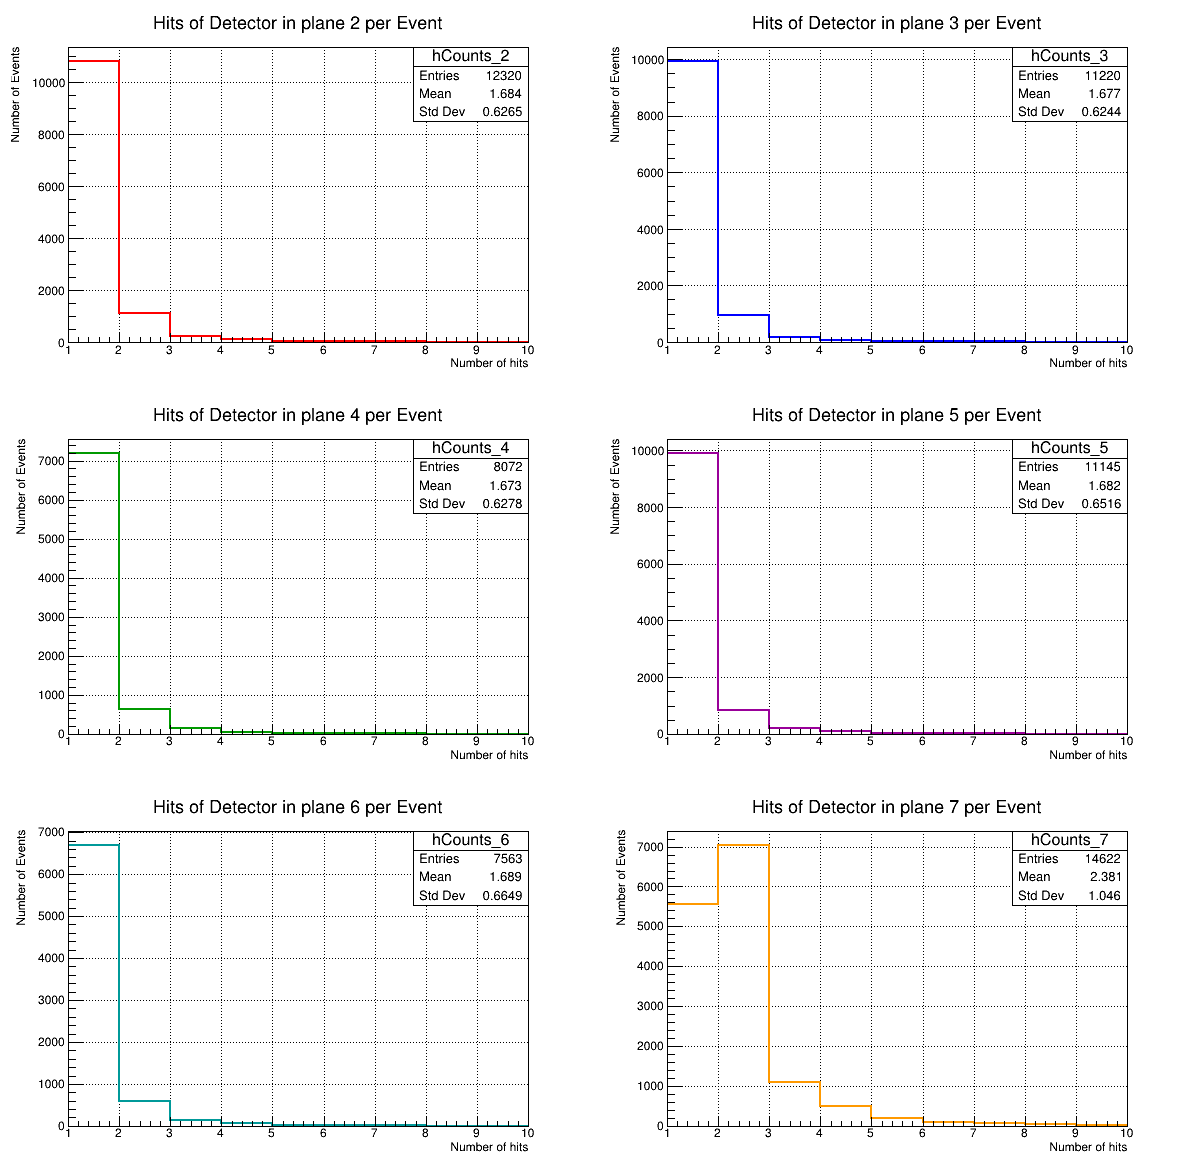 Hits of Detector in plane 2 per Event
Number of Events
10000
8000
6000
4000
2000
0
1 2 3 4 5 6 7 8 9 10
Number of hits
hCounts_2
Entries 12320
Mean 1.684
Std Dev 0.6265
Hits of Detector in plane 3 per Event
Number of Events
10000
8000
6000
4000
2000
0
1 2 3 4 5 6 7 8 9 10
Number of hits
hCounts_3
Entries 11220
Mean 1.677
Std Dev 0.6244
Hits of Detector in plane 4 per Event
Number of Events
7000
6000
5000
4000
3000
2000
1000
0
1 2 3 4 5 6 7 8 9 10
Number of hits
hCounts_4
Entries 8072
Mean 1.673
Std Dev 0.6278
Hits of Detector in plane 5 per Event
Number of Events
10000
8000
6000
4000
2000
0
1 2 3 4 5 6 7 8 9 10
Number of hits
hCounts_5
Entries 11145
Mean 1.682
Std Dev 0.6516
Hits of Detector in plane 6 per Event
Number of Events
7000
6000
5000
4000
3000
2000
1000
0
1 2 3 4 5 6 7 8 9 10
Number of hits
hCounts_6
Entries 7563
Mean 1.689
Std Dev 0.6649
Hits of Detector in plane 7 per Event
Number of Events
7000
6000
5000
4000
3000
2000
1000
0
1 2 3 4 5 6 7 8 9 10
Number of hits
hCounts_7
Entries 14622
Mean 2.381
Std Dev 1.046